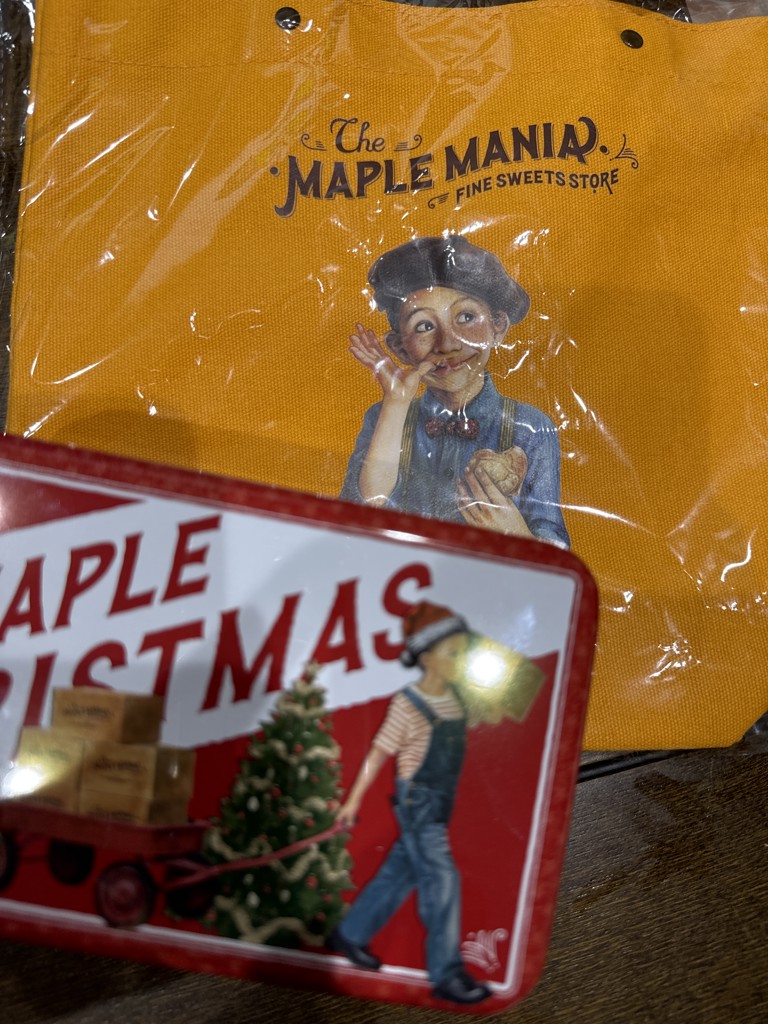 The
MAPLE MANIA
FINE SWEETS STORE
APLE
ISTMAS